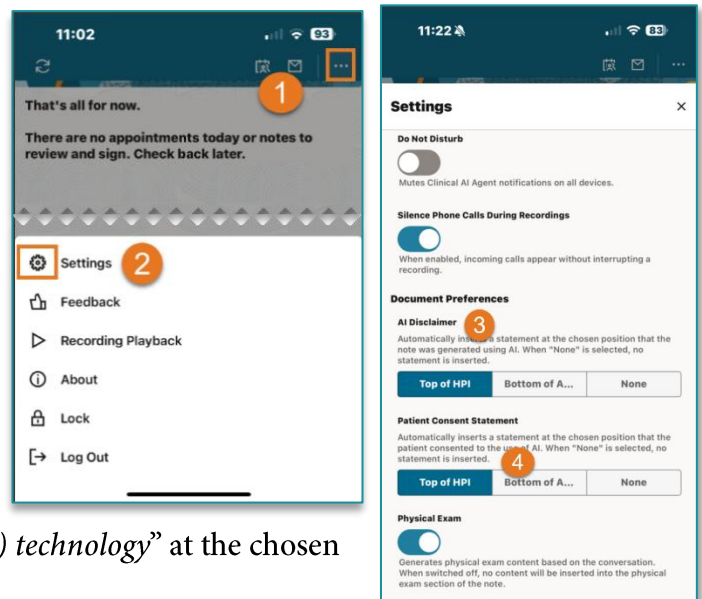 11:02
93
1
That's all for now.
There are no appointments today or notes to
review and sign. Check back later.
Settings
2
Feedback
Recording Playback
About
Lock
Log Out
) technology” at the chosen
11:22
83
Settings
Do Not Disturb
Mutes Clinical AI Agent notifications on all devices.
Silence Phone Calls During Recordings
When enabled, incoming calls appear without interrupting a
recording.
Document Preferences
AI Disclaimer
3
Automatically a statement at the chosen position that the
note was generated using AI. When "None" is selected, no
statement is inserted.
Top of HPI Bottom of A... None
Patient Consent Statement
Automatically inserts a statement at the chosen position that the
patient consented to the use of AI. When "None" is selected, no
statement is inserted.
4
Top of HPI Bottom of A... None
Physical Exam
Generates physical exam content based on the conversation.
When switched off, no content will be inserted into the physical
exam section of the note.